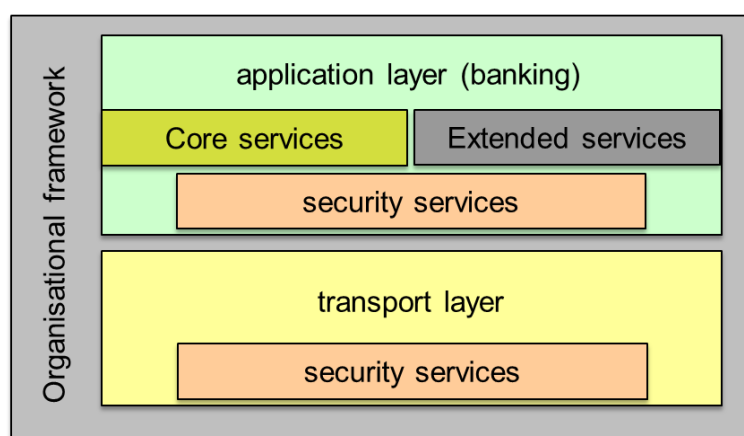 Organisational framework
application layer (banking)
Core services
Extended services
security services
transport layer
security services